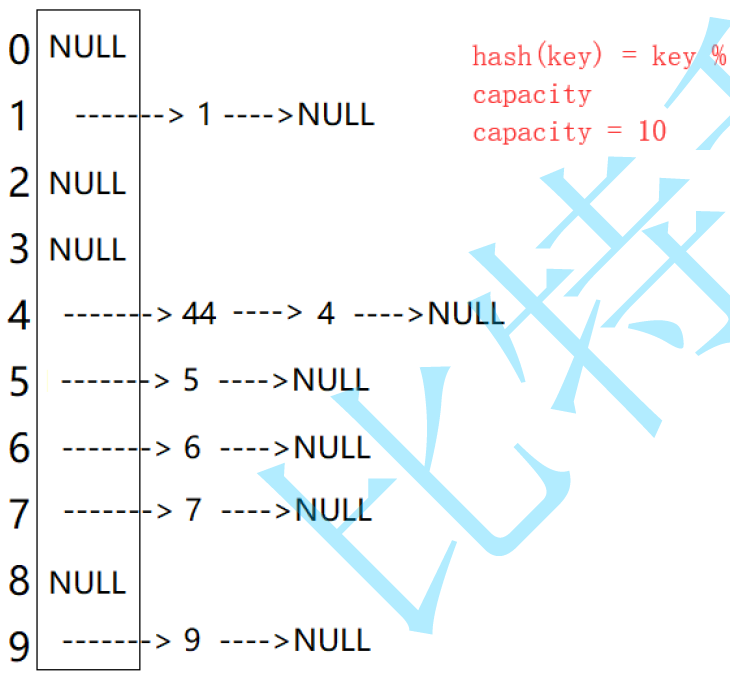 0 NULL
hash(key) = key %
capacity
capacity = 10
1 -------> 1 ---->NULL
2 NULL
3 NULL
4 -------> 44 ----> 4 ---->NULL
5 -------> 5 ---->NULL
6 -------> 6 ---->NULL
7 -------> 7 ---->NULL
8 NULL
9 -------> 9 ---->NULL
比特